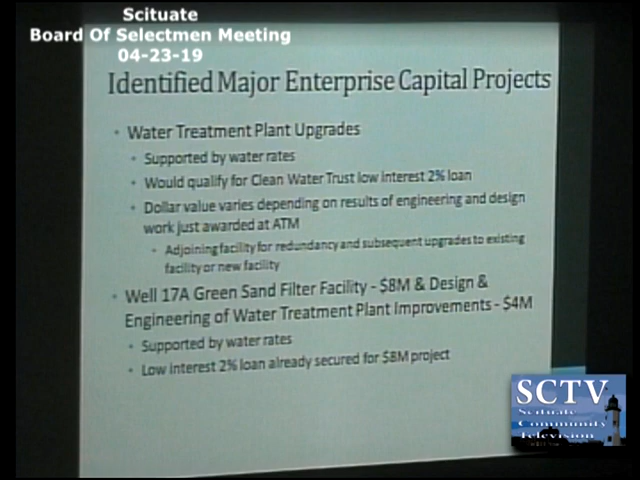 Scituate
Board Of Selectmen Meeting
04-23-19
Identified Major Enterprise Capital Projects
• Water Treatment Plant Upgrades
• Supported by water rates
• Would qualify for Clean Water Trust low interest 2% loan
• Dollar value varies depending on results of engineering and design
work just awarded at ATM
• Adjoining facility for redundancy and subsequent upgrades to existing
facility or new facility
• Well 17A Green Sand Filter Facility - $8M & Design &
Engineering of Water Treatment Plant Improvements - $4M
• Supported by water rates
• Low interest 2% loan already secured for $8M project
SCTV
Scituate
Community
Television